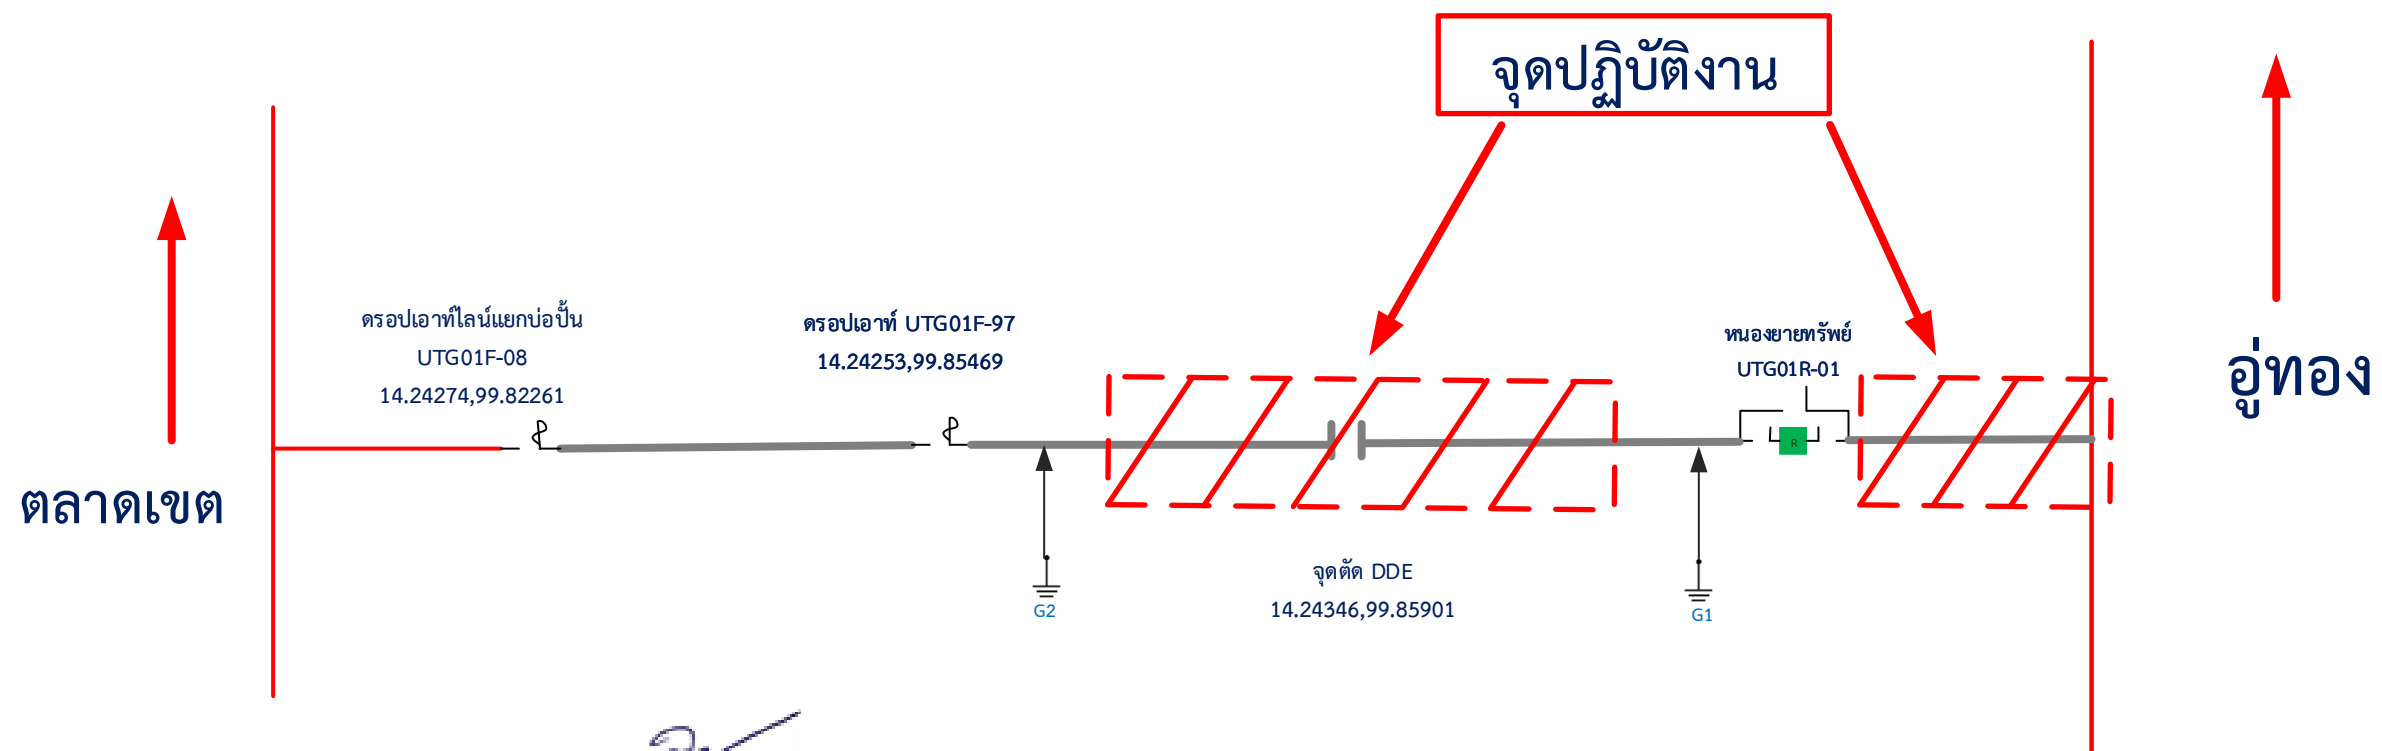 จุดปฏิบัติงาน
ดรอปเอาท์ไลน์แยกบ่อปั้น
UTG01F-08
14.24274,99.82261
ดรอปเอาท์ UTG01F-97
14.24253,99.85469
หนองยายทรัพย์
UTG01R-01
R
อู่ทอง
ตลาดเขต
G2
จุดตัด DDE
14.24346,99.85901
G1